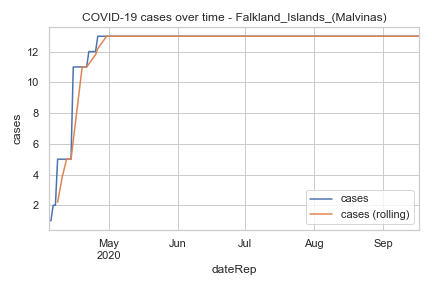 COVID-19 cases over time - Falkland_Islands_(Malvinas)
12
10
8
6
4
2
cases
May
2020
Jun
Jul
Aug
Sep
dateRep
cases
cases (rolling)